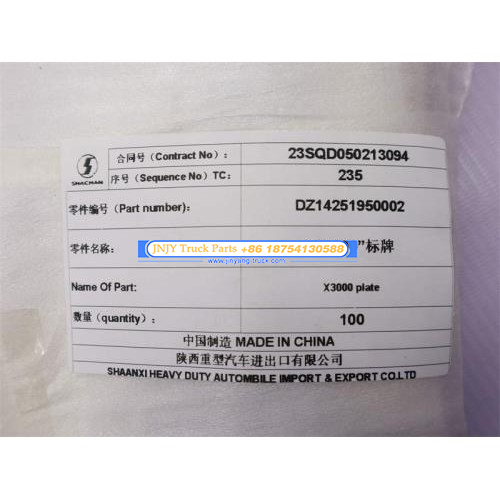 SHACMAN
合同号（Contract No）： 23SQD050213094
序号（Sequence No）TC: 235
零件编号（Part number）： DZ14251950002
零件名称： ”标牌
JNJY Truck Parts +86 18754130588
www.jinyang-truck.com
Name Of Part: X3000 plate
数量（quantity）： 100
中国制造 MADE IN CHINA
陕西重型汽车进出口有限公司
SHAANXI HEAVY DUTY AUTOMBILE IMPORT & EXPORT CO.LTD